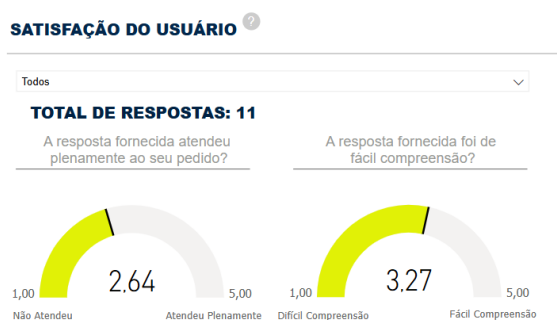 SATISFAÇÃO DO USUÁRIO ?
Todos
TOTAL DE RESPOSTAS: 11
A resposta fornecida atendeu
plenamente ao seu pedido?
2,64
1,00
5,00
Não Atendeu
Atendeu Plenamente
A resposta fornecida foi de
fácil compreensão?
3,27
1,00
5,00
Difícil Compreensão
Fácil Compreensão